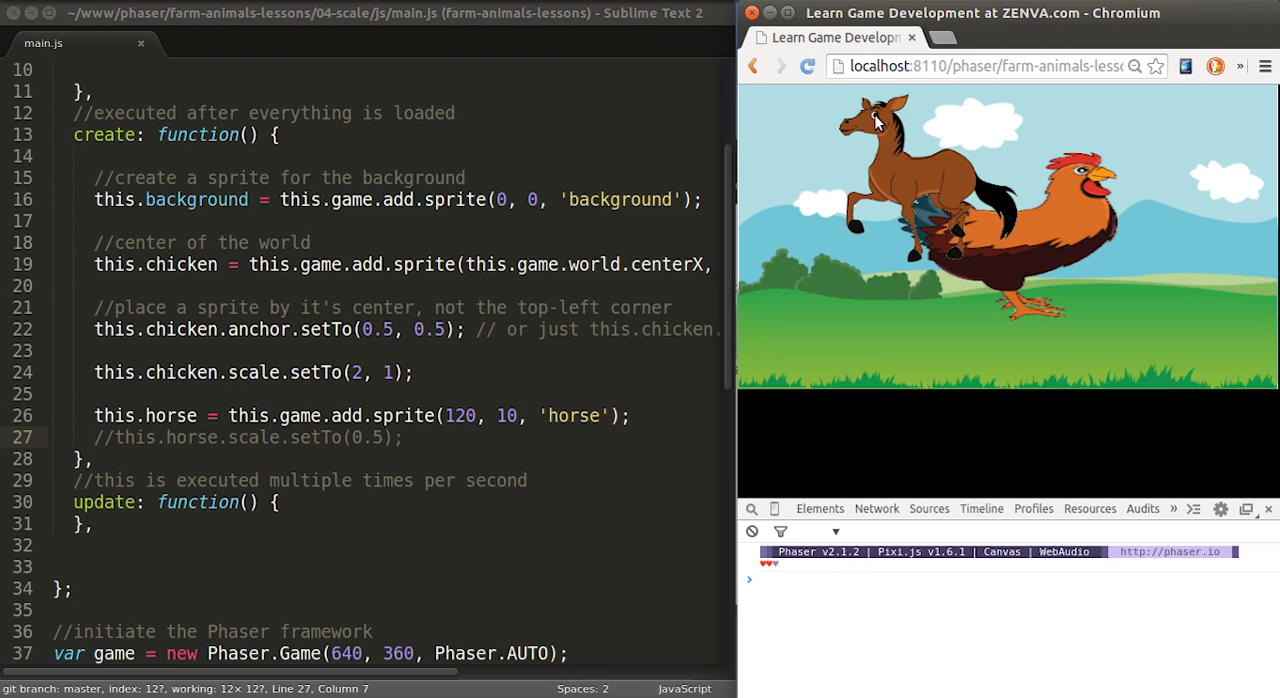 ~/www/phaser/farm-animals-lessons/04-scale/js/main.js (farm-animals-lessons) - Sublime Text 2
main.js ×
10
11 },
12 //executed after everything is loaded
13 create: function() {
14
15 //create a sprite for the background
16 this.background = this.game.add.sprite(0, 0, 'background');
17
18 //center of the world
19 this.chicken = this.game.add.sprite(this.game.world.centerX,
20
21 //place a sprite by it's center, not the top-left corner
22 this.chicken.anchor.setTo(0.5, 0.5); // or just this.chicken.
23
24 this.chicken.scale.setTo(2, 1);
25
26 this.horse = this.game.add.sprite(120, 10, 'horse');
27 //this.horse.scale.setTo(0.5);
28 },
29 //this is executed multiple times per second
30 update: function() {
31 },
32
33
34 };
35
36 //initiate the Phaser framework
37 var game = new Phaser.Game(640, 360, Phaser.AUTO);
git branch: master, index: 12?, working: 12× 12?, Line 27, Column 7 Spaces: 2 JavaScript
Learn Game Development at ZENVA.com - Chromium
Learn Game Developn ×
localhost:8110/phaser/farm-animals-lesso »
Elements Network Sources Timeline Profiles Resources Audits » ×
Phaser v2.1.2 | Pixi.js v1.6.1 | Canvas | WebAudio http://phaser.io
♥♥♥
>